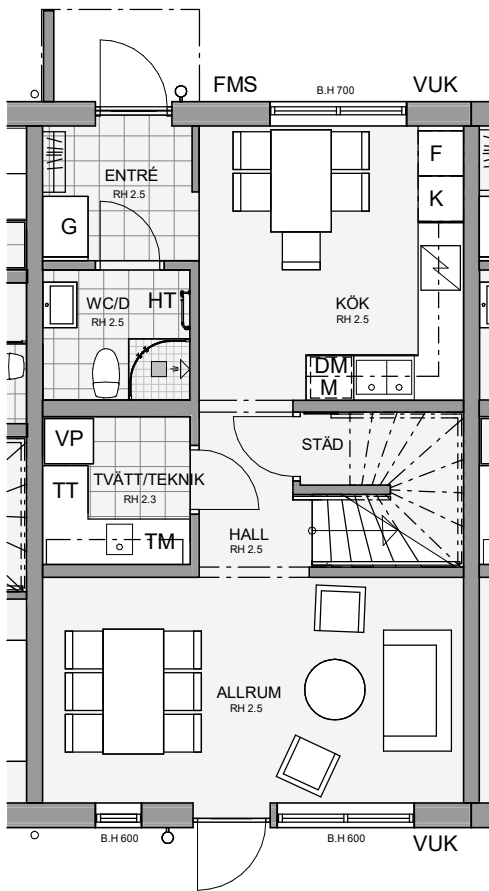 FMS
B.H 700
VUK
ENTRÉ
RH 2.5
F
K
G
WC/D
RH 2.5
HT
KÖK
RH 2.5
DM
M
VP
STÄD
TT
TVÄTT/TEKNIK
RH 2.3
TM
HALL
RH 2.5
ALLRUM
RH 2.5
B.H 600
B.H 600
VUK